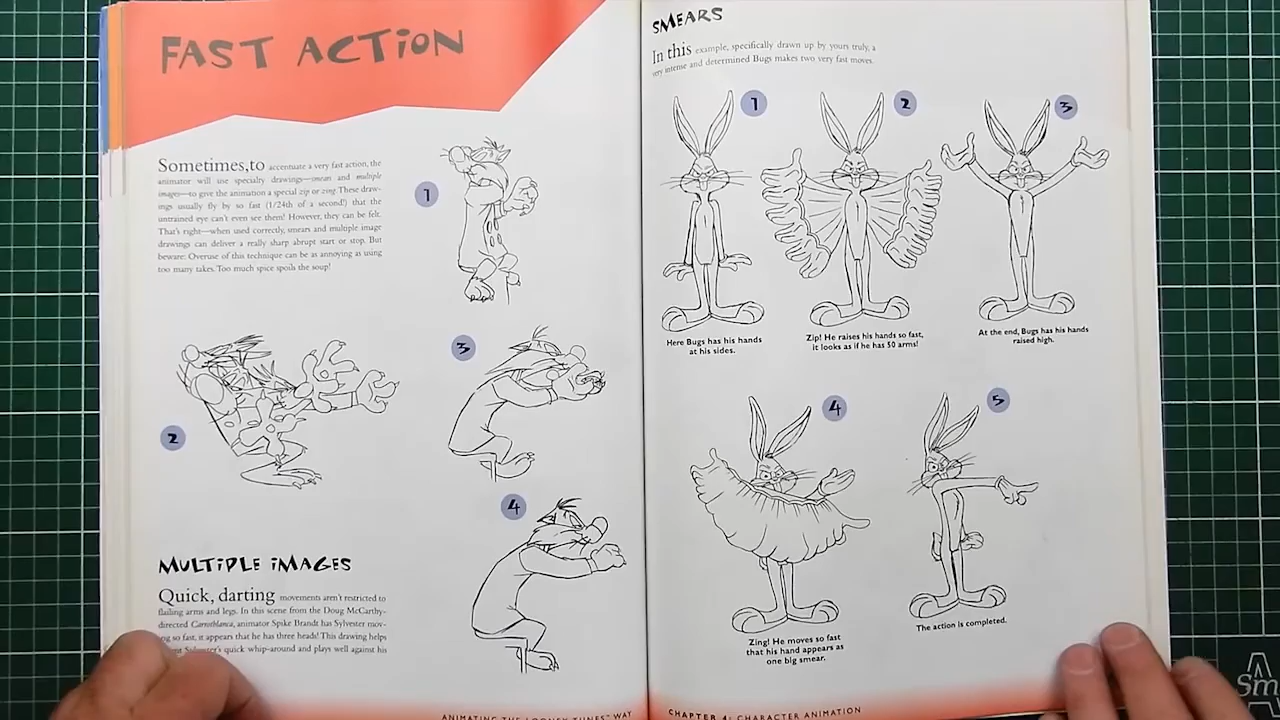 FAST ACTION
Sometimes, to accentuate a very fast action, the
animator will use specialty drawings—smears and multiple
images—to give the animation a special zip or zing. These draw-
ings usually fly by so fast (1/24th of a second!) that the
untrained eye can't even see them! However, they can be felt.
That's right—when used correctly, smears and multiple image
drawings can deliver a really sharp abrupt start or stop. But
beware: Overuse of this technique can be as annoying as using
too many takes. Too much spice spoils the soup!
1
2
3
4
MULTIPLE IMAGES
Quick, darting movements aren't restricted to
flailing arms and legs. In this scene from the Doug McCarthy-
directed Carrotblanca, animator Spike Brandt has Sylvester mov-
ing so fast, it appears that he has three heads! This drawing helps
Sylvester's quick whip-around and plays well against his
ANIMATING THE LOONEY TUNES™ WAY
SMEARS
In this example, specifically drawn up by yours truly, a
very intense and determined Bugs makes two very fast moves.
1
2
3
Here Bugs has his hands
at his sides.
Zip! He raises his hands so fast,
it looks as if he has 50 arms!
At the end, Bugs has his hands
raised high.
4
5
Zing! He moves so fast
that his hand appears as
one big smear.
The action is completed.
CHAPTER 4: CHARACTER ANIMATION
Sm